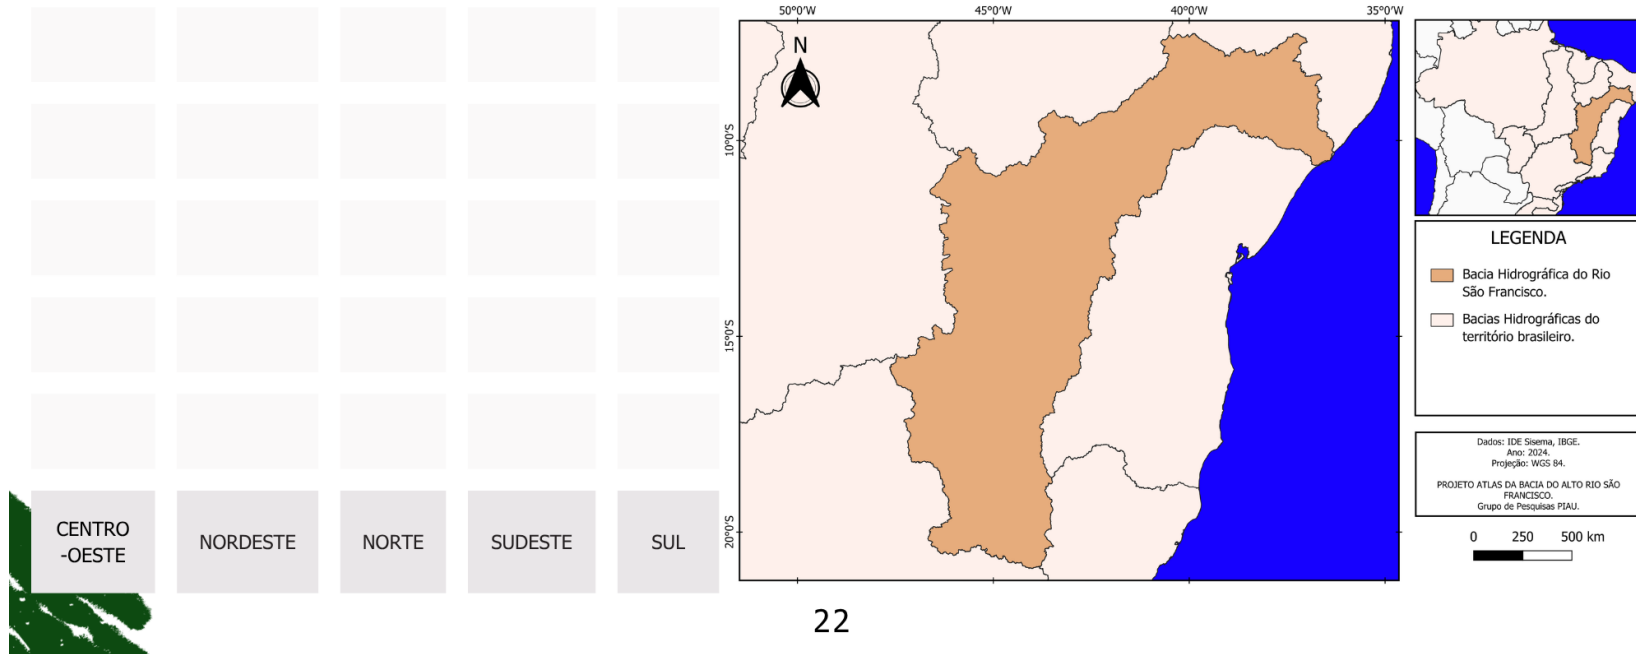 CENTRO
-OESTE
NORDESTE
NORTE
SUDESTE
SUL
50°0'W
45°0'W
40°0'W
35°0'W
N
10°0'S
15°0'S
20°0'S
LEGENDA
Bacia Hidrográfica do Rio
São Francisco.
Bacias Hidrográficas do
território brasileiro.
Dados: IDE Sisema, IBGE.
Ano: 2024.
Projeção: WGS 84.
PROJETO ATLAS DA BACIA DO ALTO RIO SÃO
FRANCISCO.
Grupo de Pesquisas PIAU.
0 250 500 km
22